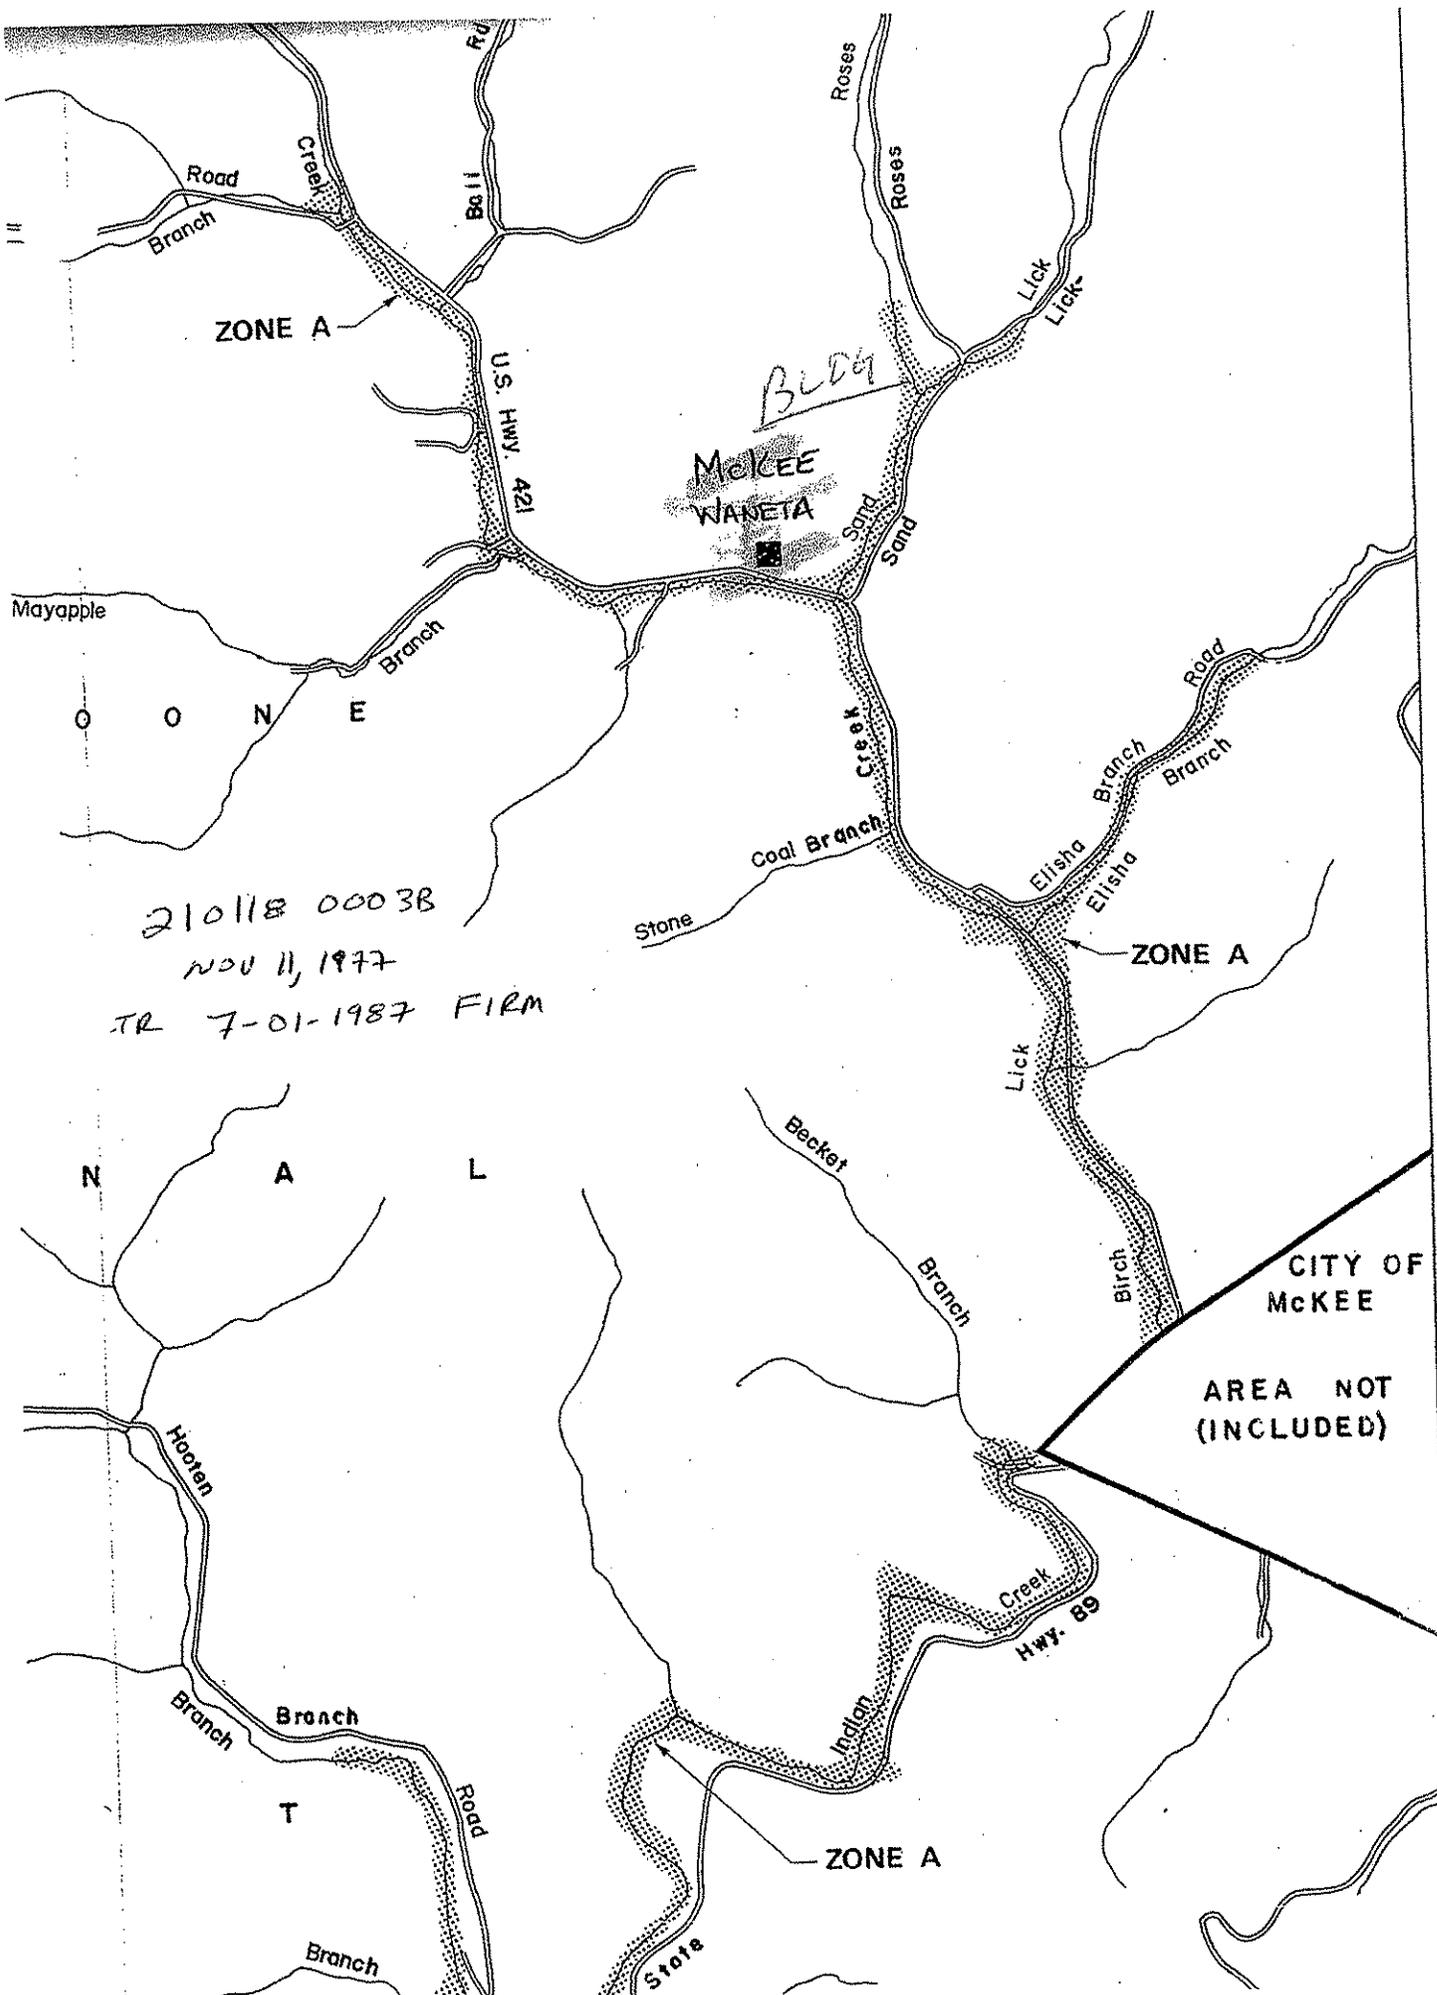 Rd
Roses
Creek
Road
Ball
Roses
Branch
Lick
Lick
ZONE A
U.S. Hwy. 421
BLDG
McKEE
WANETA
Sand
Sand
Mayapple
Branch
Road
O O N E
Creek
Branch
Branch
Coal Branch
Elisha
Elisha
Stone
210118 0003B
NOV 11, 1977
ZONE A
TR 7-01-1987 FIRM
Lick
Becket
N A L
Birch
Branch
CITY OF
McKEE
AREA NOT
(INCLUDED)
Hooten
Creek
Hwy. 89
Indian
Branch
Branch
Road
T
ZONE A
Branch
State